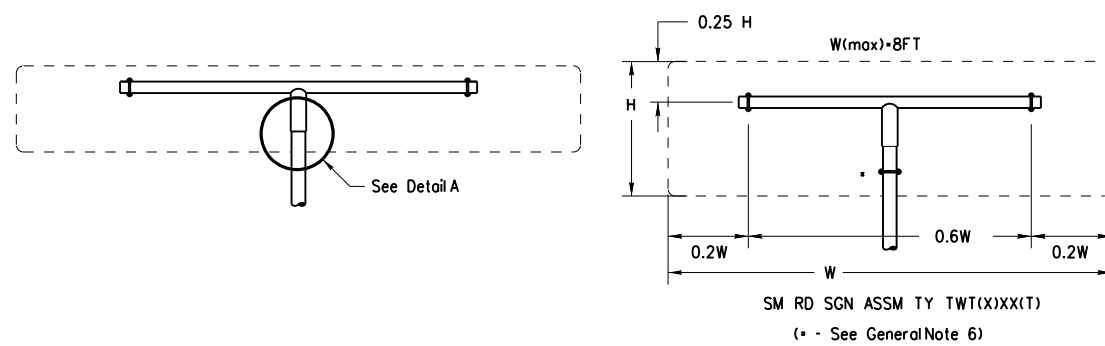 0.25 H
W(max)=8FT
H
*
See Detail A
0.2W
0.6W
0.2W
W
SM RD SGN ASSM TY TWT(X)XX(T)
(* - See General Note 6)